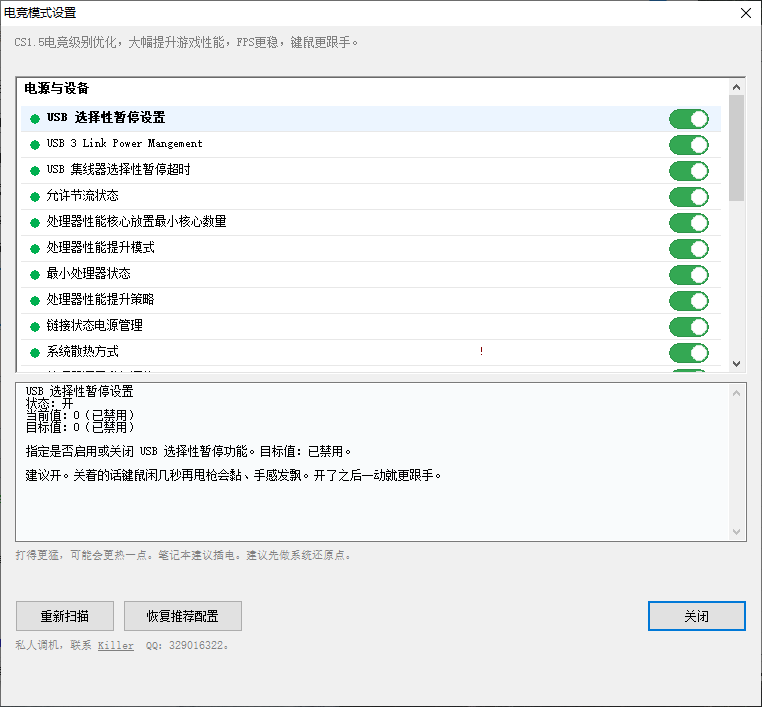 电竞模式设置
CS1.5电竞级别优化，大幅提升游戏性能，FPS更稳，键鼠更跟手。
电源与设备
USB 选择性暂停设置
USB 3 Link Power Mangement
USB 集线器选择性暂停超时
允许节流状态
处理器性能核心放置最小核心数量
处理器性能提升模式
最小处理器状态
处理器性能提升策略
链接状态电源管理
系统散热方式 !
USB 选择性暂停设置
状态：开
当前值：0（已禁用）
目标值：0（已禁用）
指定是否启用或关闭 USB 选择性暂停功能。目标值：已禁用。
建议开。关着的话键鼠闲几秒再甩枪会黏、手感发飘。开了之后一动就更跟手。
打得更猛，可能会更热一点。笔记本建议插电。建议先做系统还原点。
重新扫描 恢复推荐配置 关闭
私人调机，联系 Killer QQ：329016322。